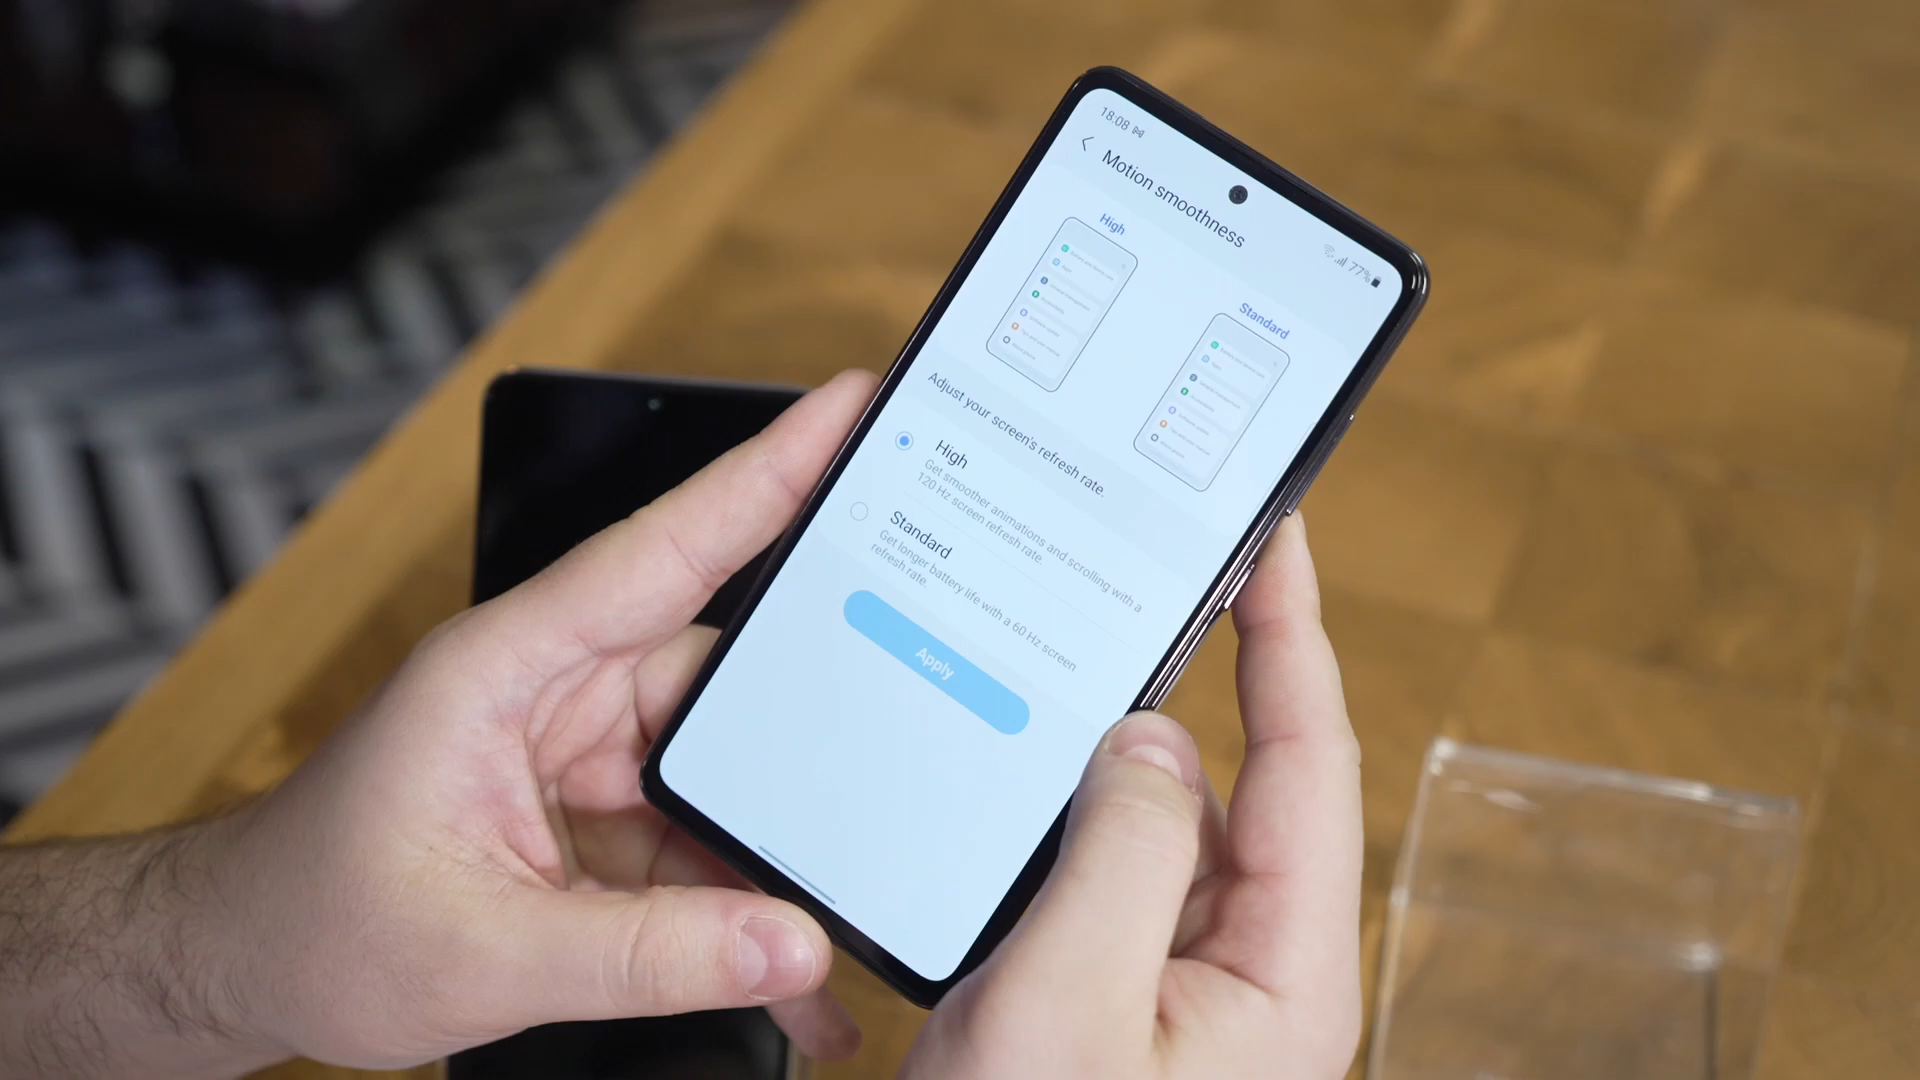 18:08
77%
Motion smoothness
High
Standard
Adjust your screen's refresh rate.
High
Get smoother animations and scrolling with a
120 Hz screen refresh rate.
Standard
Get longer battery life with a 60 Hz screen
refresh rate.
Apply